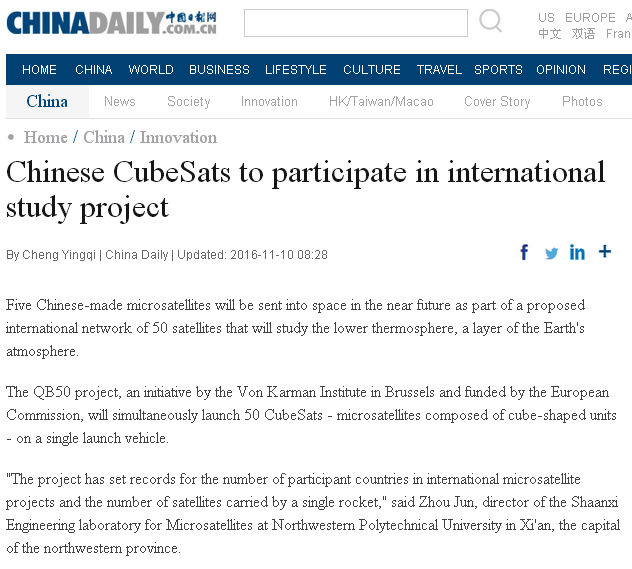 CHINADAILY 中国日报网
.COM.CN
US EUROPE A
中文 双语 Fran
HOME CHINA WORLD BUSINESS LIFESTYLE CULTURE TRAVEL SPORTS OPINION REGI
China News Society Innovation HK/Taiwan/Macao Cover Story Photos
• Home / China / Innovation
Chinese CubeSats to participate in international
study project
By Cheng Yingqi | China Daily | Updated: 2016-11-10 08:28
Five Chinese-made microsatellites will be sent into space in the near future as part of a proposed
international network of 50 satellites that will study the lower thermosphere, a layer of the Earth's
atmosphere.
The QB50 project, an initiative by the Von Karman Institute in Brussels and funded by the European
Commission, will simultaneously launch 50 CubeSats - microsatellites composed of cube-shaped units
- on a single launch vehicle.
"The project has set records for the number of participant countries in international microsatellite
projects and the number of satellites carried by a single rocket," said Zhou Jun, director of the Shaanxi
Engineering laboratory for Microsatellites at Northwestern Polytechnical University in Xi'an, the capital
of the northwestern province.